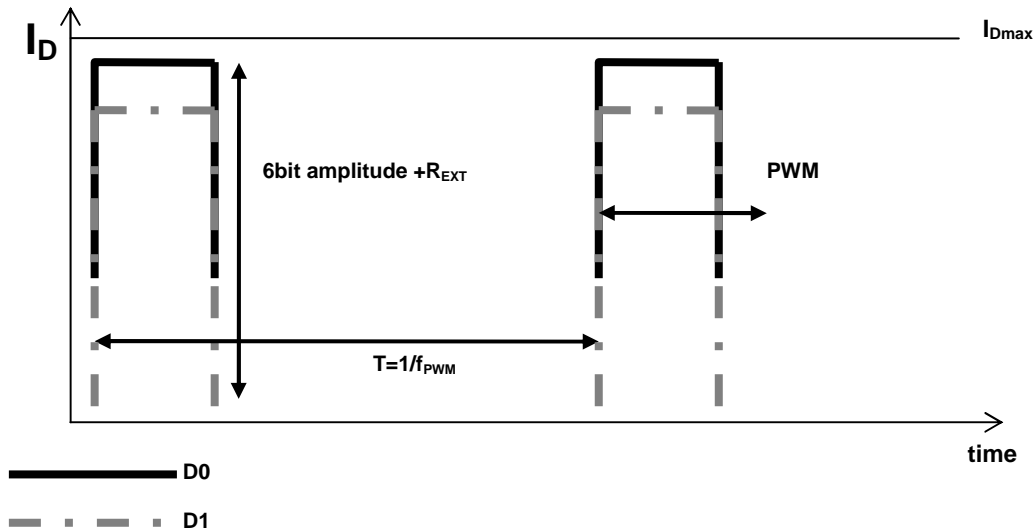 I_D
I_Dmax
6bit amplitude +R_EXT
PWM
T=1/f_PWM
time
D0
D1